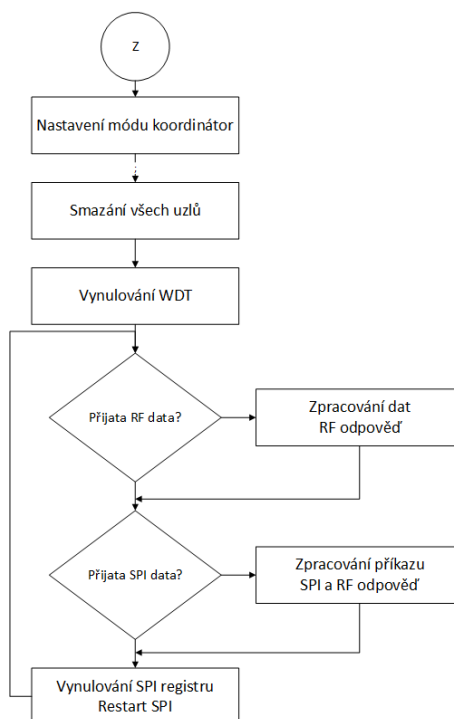 Z
Nastavení módu koordinátor
Smazání všech uzlů
Vynulování WDT
Přijata RF data?
Zpracování dat
RF odpověď
Přijata SPI data?
Zpracování příkazu
SPI a RF odpověď
Vynulování SPI registru
Restart SPI